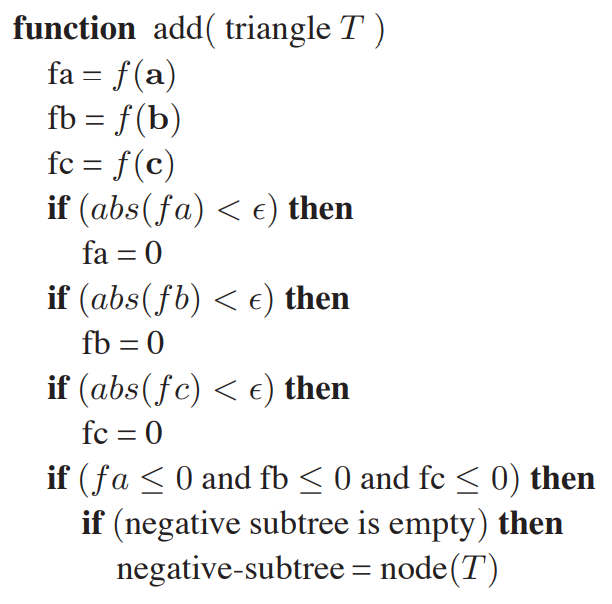 function add( triangle T )
fa = f(a)
fb = f(b)
fc = f(c)
if (abs(fa) < ϵ) then
fa = 0
if (abs(fb) < ϵ) then
fb = 0
if (abs(fc) < ϵ) then
fc = 0
if (fa ≤ 0 and fb ≤ 0 and fc ≤ 0) then
if (negative subtree is empty) then
negative-subtree = node(T)